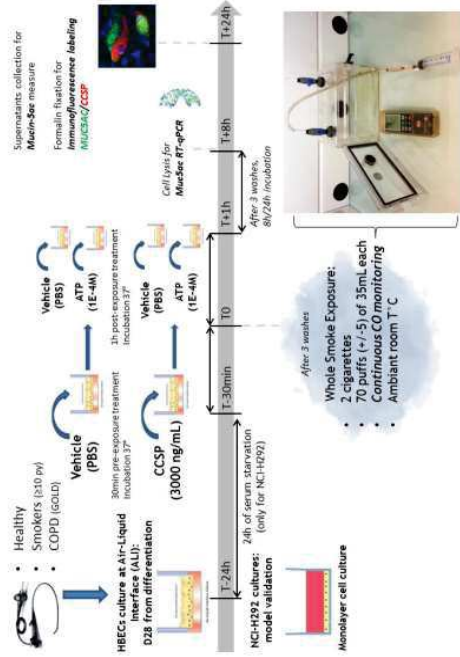 Healthy
Smokers (≥10 py)
COPD (GOLD)
HBECs culture at Air-Liquid
Interface (ALI):
D28 from differentiation
NCI-H292 cultures:
model validation
Monolayer cell culture
Vehicle
(PBS)
30min pre-exposure treatment
Incubation 37°
CCSP
(3000 ng/mL)
Vehicle
(PBS)
ATP
(1E-4M)
1h post-exposure treatment
Incubation 37°
Vehicle
(PBS)
ATP
(1E-4M)
Supernatants collection for
Mucin-5ac measure
Formalin fixation for
Immunofluorescence labeling
MUC5AC/CCSP
Cell Lysis for
Muc5ac RT-qPCR
T-24h
T-30min
T0
T+1h
T+8h
T+24h
24h of serum starvation
(only for NCI-H292)
After 3 washes
Whole Smoke Exposure:
• 2 cigarettes
• 70 puffs (+/-5) of 35mL each
• Continuous CO monitoring
• Ambiant room T°C
After 3 washes,
8h/24h incubation